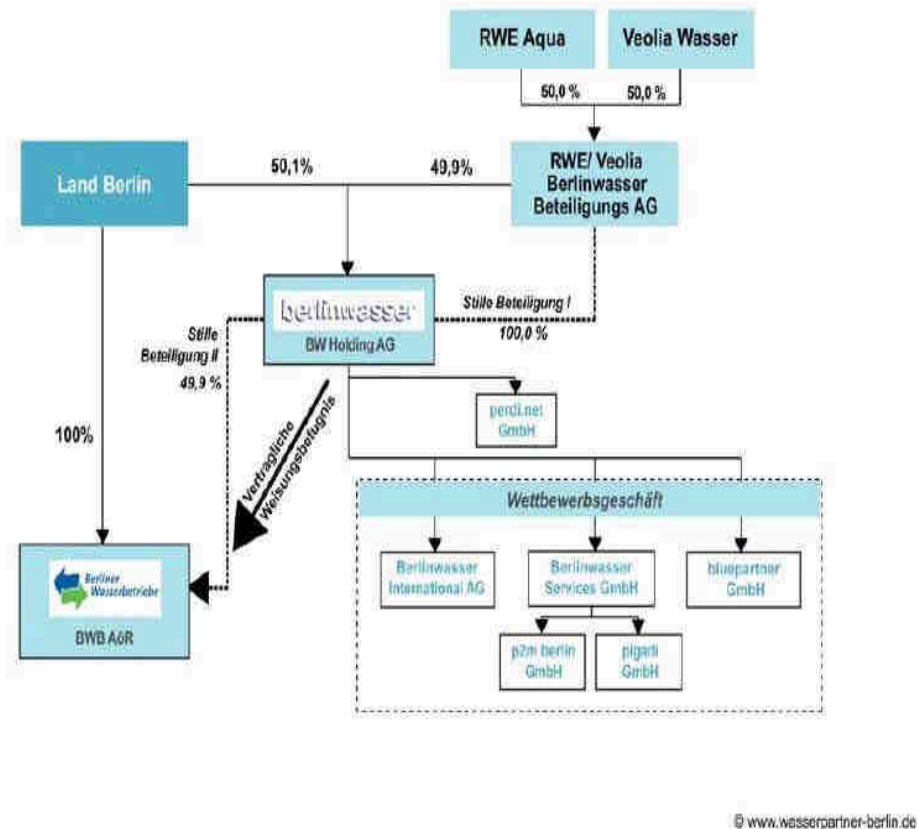 RWE Aqua
Veolia Wasser
50,0 %
50,0 %
Land Berlin
50,1%
49,9%
RWE/ Veolia
Berlinwasser
Beteiligungs AG
berlinwasser
BW Holding AG
Stille Beteiligung I
100,0 %
Stille
Beteiligung II
49,9 %
100%
Vertragliche
Weisungsbefugnis
perdi.net
GmbH
Wettbewerbsgeschäft
Berlinwasser
International AG
Berlinwasser
Services GmbH
bluepartner
GmbH
p2m berlin
GmbH
pigadi
GmbH
Berliner
Wasserbetriebe
BWB AöR
© www.wasserpartner-berlin.de